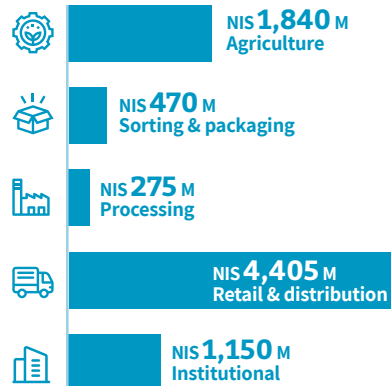 NIS 1,840 M
Agriculture
NIS 470 M
Sorting & packaging
NIS 275 M
Processing
NIS 4,405 M
Retail & distribution
NIS 1,150 M
Institutional